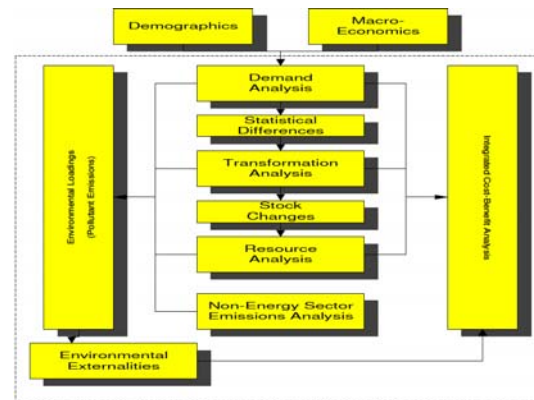 Demographics
Macro-
Economics
Demand
Analysis
Statistical
Differences
Transformation
Analysis
Stock
Changes
Resource
Analysis
Non-Energy Sector
Emissions Analysis
Environmental Loadings
(Pollutant Emissions)
Integrated Cost-Benefit Analysis
Environmental
Externalities